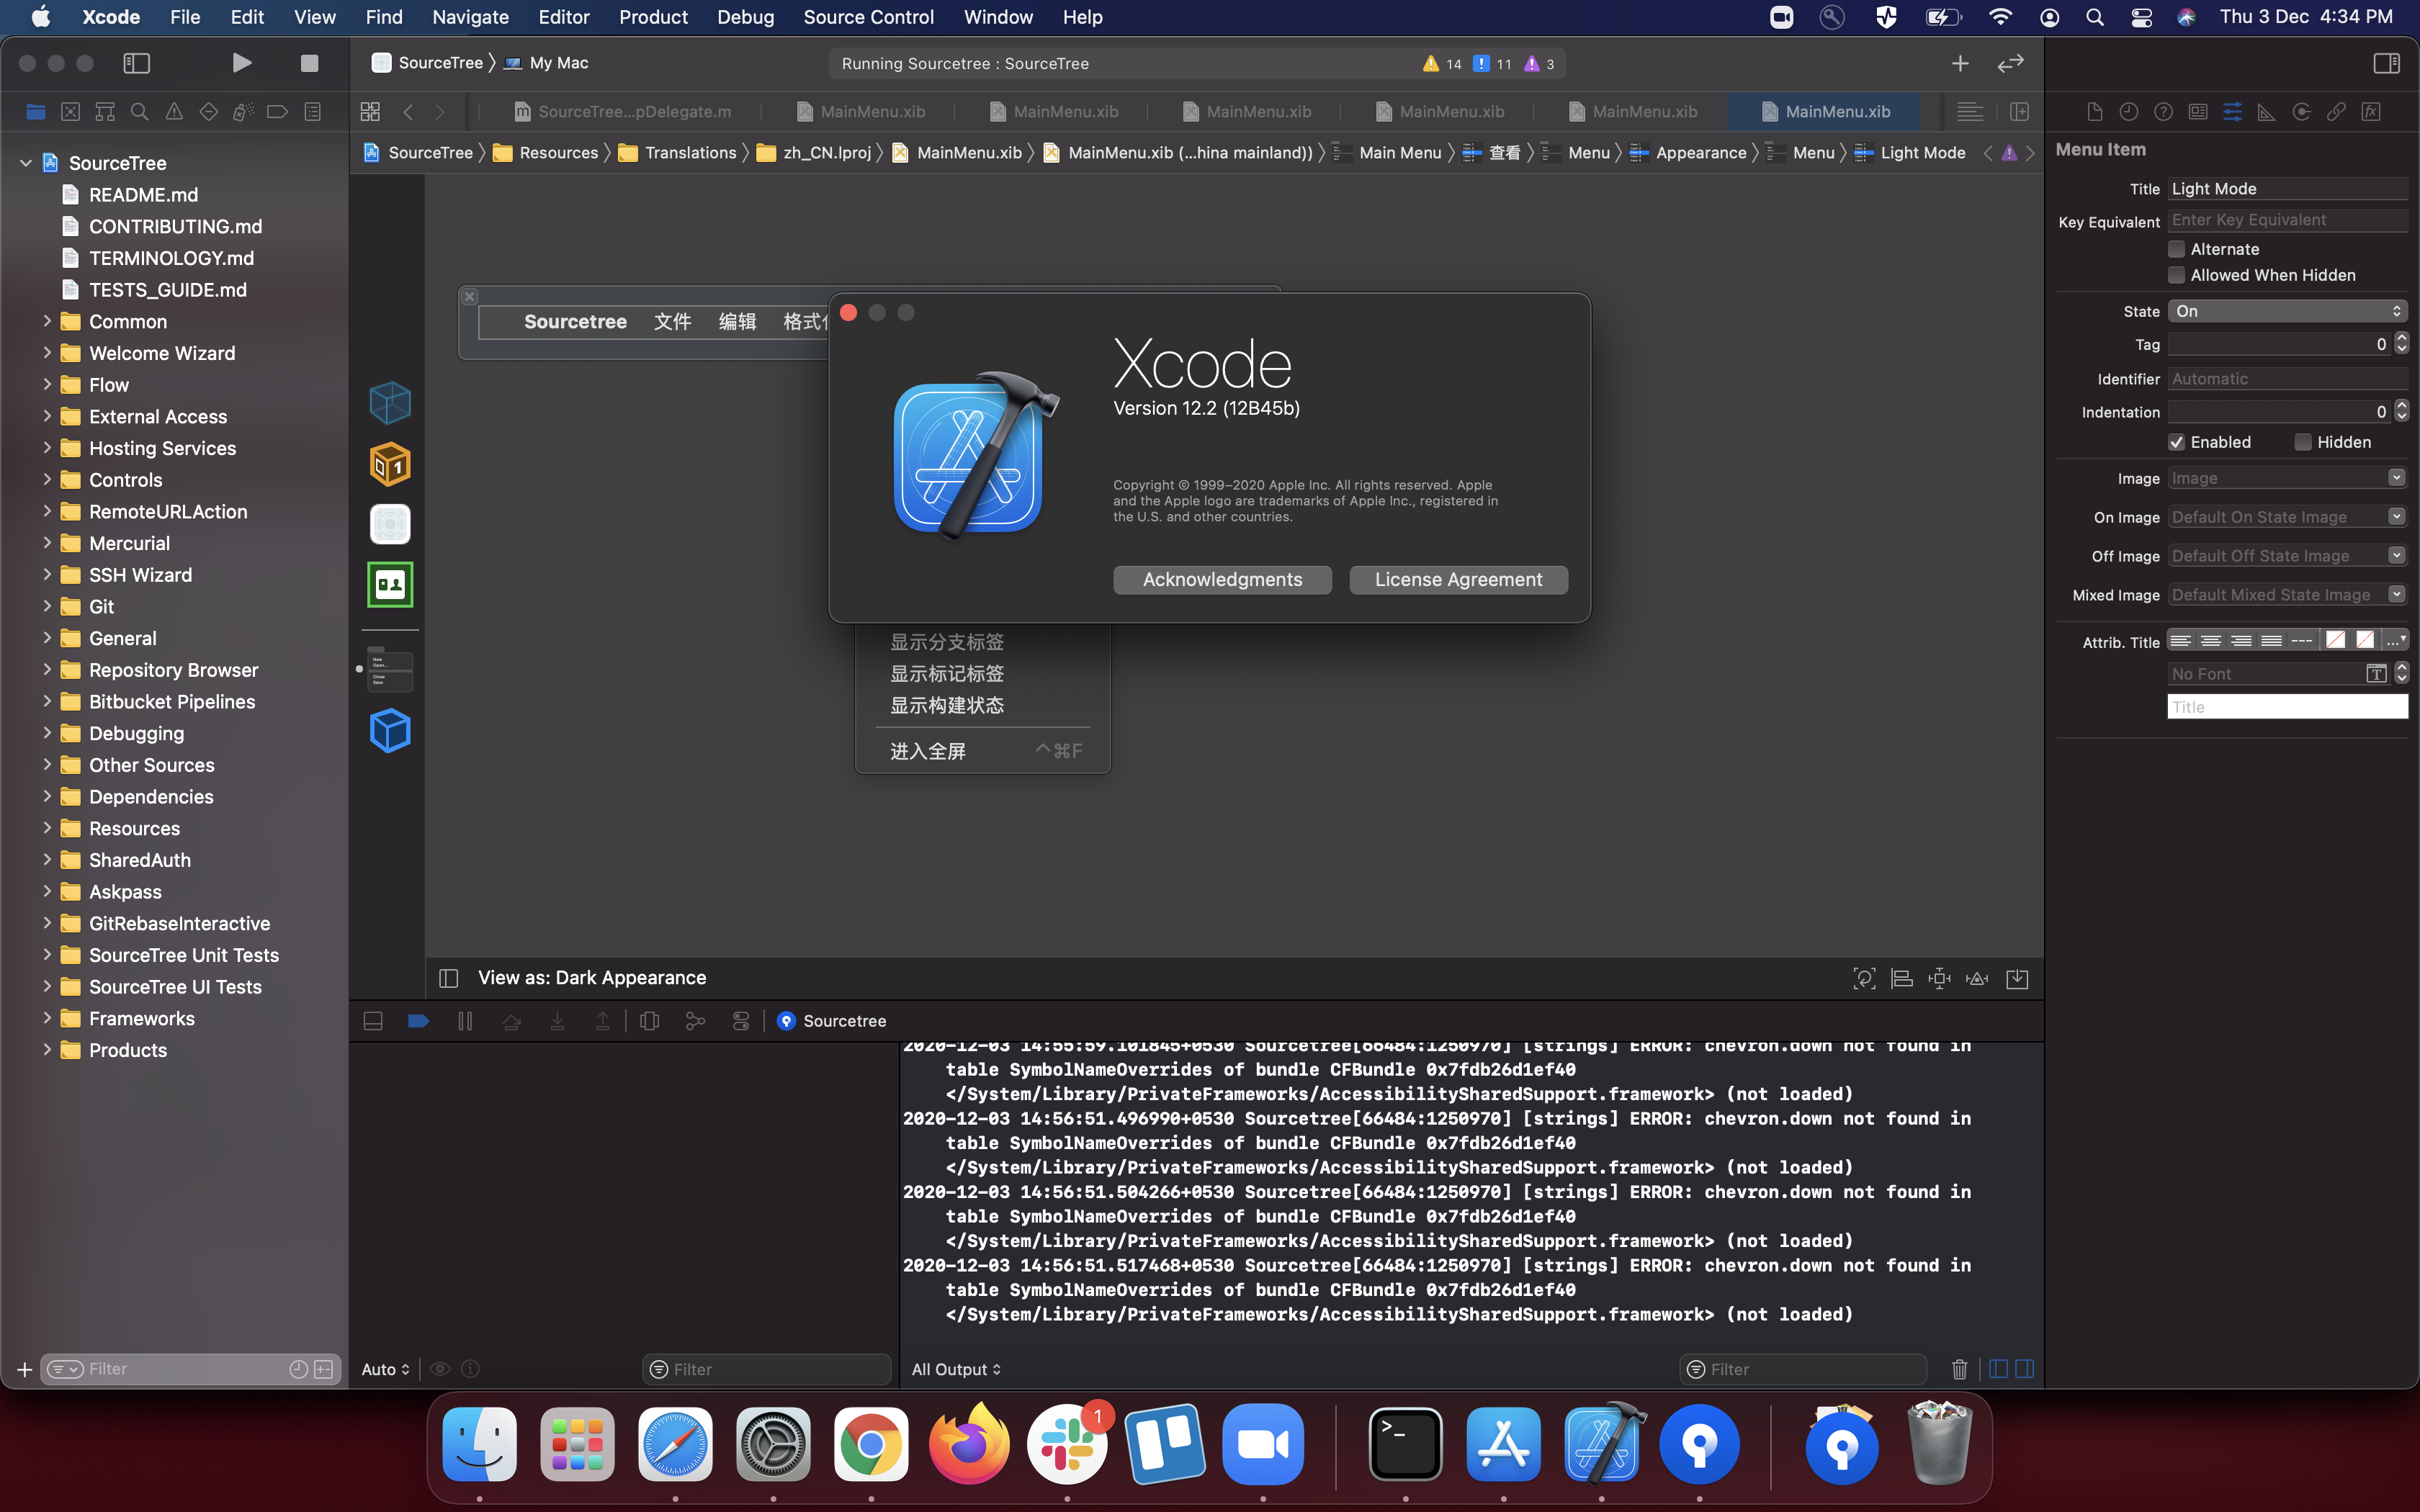 Xcode File Edit View Find Navigate Editor Product Debug Source Control Window Help Thu 3 Dec 4:34 PM
SourceTree My Mac
Running Sourcetree : SourceTree 14 11 3
SourceTree...pDelegate.m MainMenu.xib MainMenu.xib MainMenu.xib MainMenu.xib MainMenu.xib MainMenu.xib
SourceTree Resources Translations zh_CN.lproj MainMenu.xib MainMenu.xib (...hina mainland)) Main Menu 查看 Menu Appearance Menu Light Mode
SourceTree
README.md
CONTRIBUTING.md
TERMINOLOGY.md
TESTS_GUIDE.md
Common
Welcome Wizard
Flow
External Access
Hosting Services
Controls
RemoteURLAction
Mercurial
SSH Wizard
Git
General
Repository Browser
Bitbucket Pipelines
Debugging
Other Sources
Dependencies
Resources
SharedAuth
Askpass
GitRebaseInteractive
SourceTree Unit Tests
SourceTree UI Tests
Frameworks
Products
Filter
Sourcetree 文件 编辑
Xcode
Version 12.2 (12B45b)
Copyright © 1999–2020 Apple Inc. All rights reserved. Apple
and the Apple logo are trademarks of Apple Inc., registered in
the U.S. and other countries.
Acknowledgments License Agreement
显示分支标签
显示标记标签
显示构建状态
进入全屏 ^⌘F
View as: Dark Appearance
Sourcetree
2020-12-03 14:55:59.101845+0530 Sourcetree[66484:1250970] [strings] ERROR: chevron.down not found in
table SymbolNameOverrides of bundle CFBundle 0x7fdb26d1ef40
</System/Library/PrivateFrameworks/AccessibilitySharedSupport.framework> (not loaded)
2020-12-03 14:56:51.496990+0530 Sourcetree[66484:1250970] [strings] ERROR: chevron.down not found in
table SymbolNameOverrides of bundle CFBundle 0x7fdb26d1ef40
</System/Library/PrivateFrameworks/AccessibilitySharedSupport.framework> (not loaded)
2020-12-03 14:56:51.504266+0530 Sourcetree[66484:1250970] [strings] ERROR: chevron.down not found in
table SymbolNameOverrides of bundle CFBundle 0x7fdb26d1ef40
</System/Library/PrivateFrameworks/AccessibilitySharedSupport.framework> (not loaded)
2020-12-03 14:56:51.517468+0530 Sourcetree[66484:1250970] [strings] ERROR: chevron.down not found in
table SymbolNameOverrides of bundle CFBundle 0x7fdb26d1ef40
</System/Library/PrivateFrameworks/AccessibilitySharedSupport.framework> (not loaded)
Auto Filter All Output Filter
Menu Item
Title Light Mode
Key Equivalent Enter Key Equivalent
Alternate
Allowed When Hidden
State On
Tag 0
Identifier Automatic
Indentation 0
Enabled Hidden
Image Image
On Image Default On State Image
Off Image Default Off State Image
Mixed Image Default Mixed State Image
Attrib. Title
No Font
Title
1